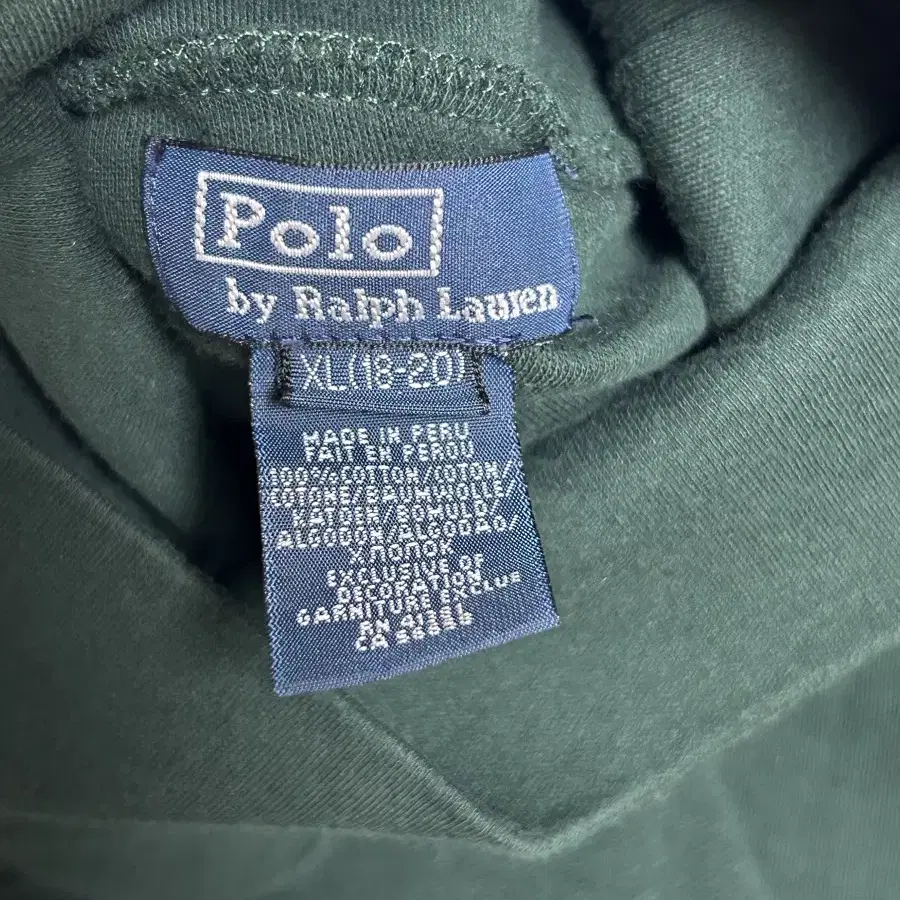 Polo
by Ralph Lauren
XL(18-20)
MADE IN PERU
FAIT EN PEROU
100% COTTON/COTON/
COTONE/BAUMWOLLE/
KATOEN/BOMULD/
ALGODON/ALGODAO/
ХЛОПОК
EXCLUSIVE OF
DECORATION
GARNITURE EXCLUE
RN 41381
CA